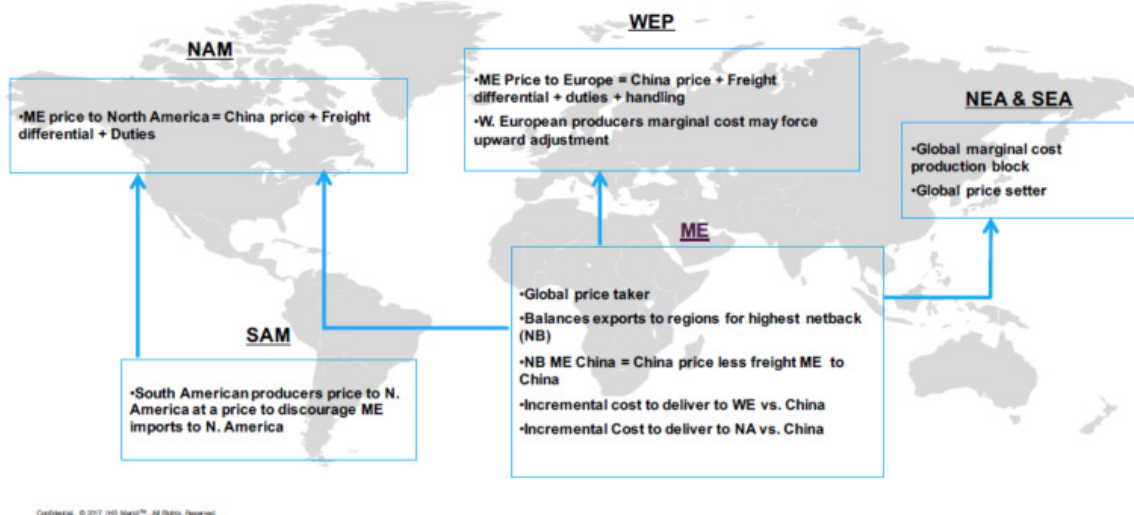 WEP
NAM
•ME price to North America = China price + Freight
differential + Duties
•ME Price to Europe = China price + Freight
differential + duties + handling
•W. European producers marginal cost may force
upward adjustment
NEA & SEA
•Global marginal cost
production block
•Global price setter
ME
•Global price taker
•Balances exports to regions for highest netback
(NB)
•NB ME China = China price less freight ME to
China
•Incremental cost to deliver to WE vs. China
•Incremental Cost to deliver to NA vs. China
SAM
•South American producers price to N.
America at a price to discourage ME
imports to N. America
Confidential. © 2017 IHS Markit™. All Rights Reserved.